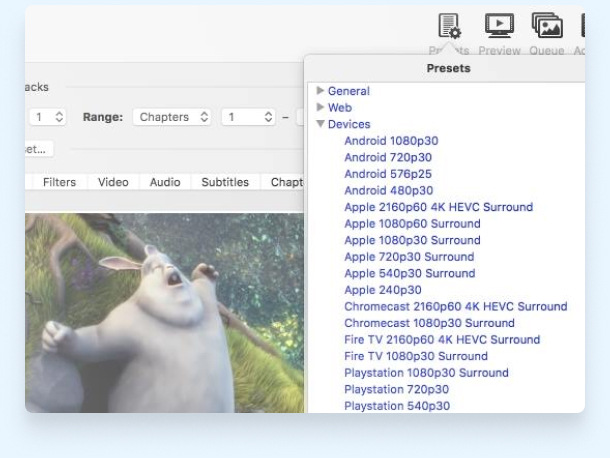 Presets Preview Queue
Presets
acks
1 Range: Chapters 1 –
et...
Filters Video Audio Subtitles Chapt
General
Web
Devices
Android 1080p30
Android 720p30
Android 576p25
Android 480p30
Apple 2160p60 4K HEVC Surround
Apple 1080p60 Surround
Apple 1080p30 Surround
Apple 720p30 Surround
Apple 540p30 Surround
Apple 240p30
Chromecast 2160p60 4K HEVC Surround
Chromecast 1080p30 Surround
Fire TV 2160p60 4K HEVC Surround
Fire TV 1080p30 Surround
Playstation 1080p30 Surround
Playstation 720p30
Playstation 540p30